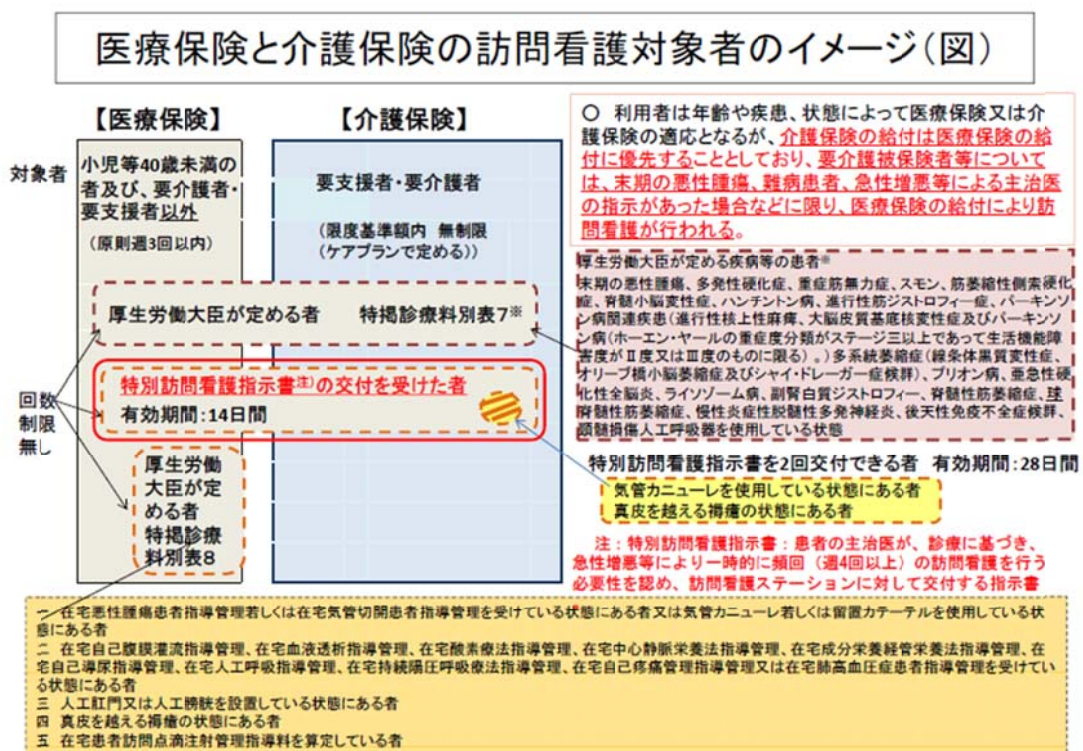 医療保険と介護保険の訪問看護対象者のイメージ(図)
【医療保険】
【介護保険】
対象者
小児等40歳未満の
者及び、要介護者・
要支援者以外
(原則週3回以内)
要支援者・要介護者
(限度基準額内 無制限
(ケアプランで定める))
○ 利用者は年齢や疾患、状態によって医療保険又は介
護保険の適応となるが、介護保険の給付は医療保険の給
付に優先することとしており、要介護被保険者等について
は、末期の悪性腫瘍、難病患者、急性増悪等による主治医
の指示があった場合などに限り、医療保険の給付により訪
問看護が行われる。
厚生労働大臣が定める者 特掲診療料別表7※
厚生労働大臣が定める疾病等の患者※
末期の悪性腫瘍、多発性硬化症、重症筋無力症、スモン、筋萎縮性側索硬化
症、脊髄小脳変性症、ハンチントン病、進行性筋ジストロフィー症、パーキンソ
ン病関連疾患(進行性核上性麻痺、大脳皮質基底核変性症及びパーキンソ
ン病(ホーエン・ヤールの重症度分類がステージ三以上であって生活機能障
害度がⅡ度又はⅢ度のものに限る)。)多系統萎縮症(線条体黒質変性症、
オリーブ橋小脳萎縮症及びシャイ・ドレーガー症候群)、プリオン病、亜急性硬
化性全脳炎、ライソゾーム病、副腎白質ジストロフィー、脊髄性筋萎縮症、球
脊髄性筋萎縮症、慢性炎症性脱髄性多発神経炎、後天性免疫不全症候群、
頸髄損傷人工呼吸器を使用している状態
回数
制限
無し
特別訪問看護指示書注)の交付を受けた者
有効期間:14日間
厚生労働
大臣が定
める者
特掲診療
料別表8
特別訪問看護指示書を2回交付できる者 有効期間:28日間
気管カニューレを使用している状態にある者
真皮を越える褥瘡の状態にある者
注:特別訪問看護指示書:患者の主治医が、診療に基づき、
急性増悪等により一時的に頻回(週4回以上)の訪問看護を行う
必要性を認め、訪問看護ステーションに対して交付する指示書
一 在宅悪性腫瘍患者指導管理若しくは在宅気管切開患者指導管理を受けている状態にある者又は気管カニューレ若しくは留置カテーテルを使用している状
態にある者
二 在宅自己腹膜灌流指導管理、在宅血液透析指導管理、在宅酸素療法指導管理、在宅中心静脈栄養法指導管理、在宅成分栄養経管栄養法指導管理、在
宅自己導尿指導管理、在宅人工呼吸指導管理、在宅持続陽圧呼吸療法指導管理、在宅自己疼痛管理指導管理又は在宅肺高血圧症患者指導管理を受けてい
る状態にある者
三 人工肛門又は人工膀胱を設置している状態にある者
四 真皮を越える褥瘡の状態にある者
五 在宅患者訪問点滴注射管理指導料を算定している者